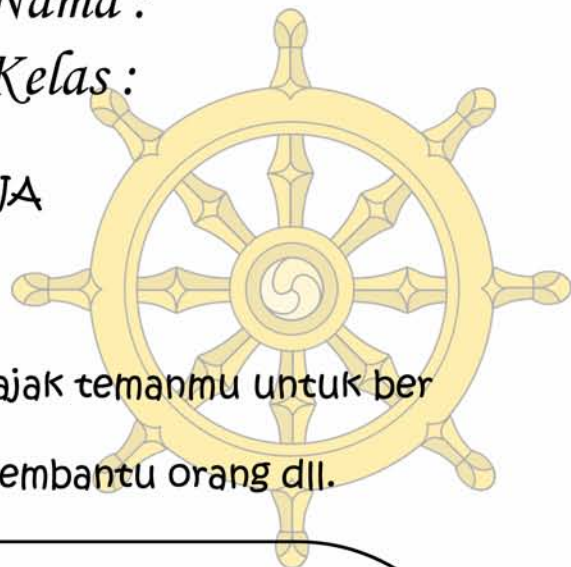 Nama :
Kelas :
JA
ajak temanmu untuk ber
embantu orang dll.